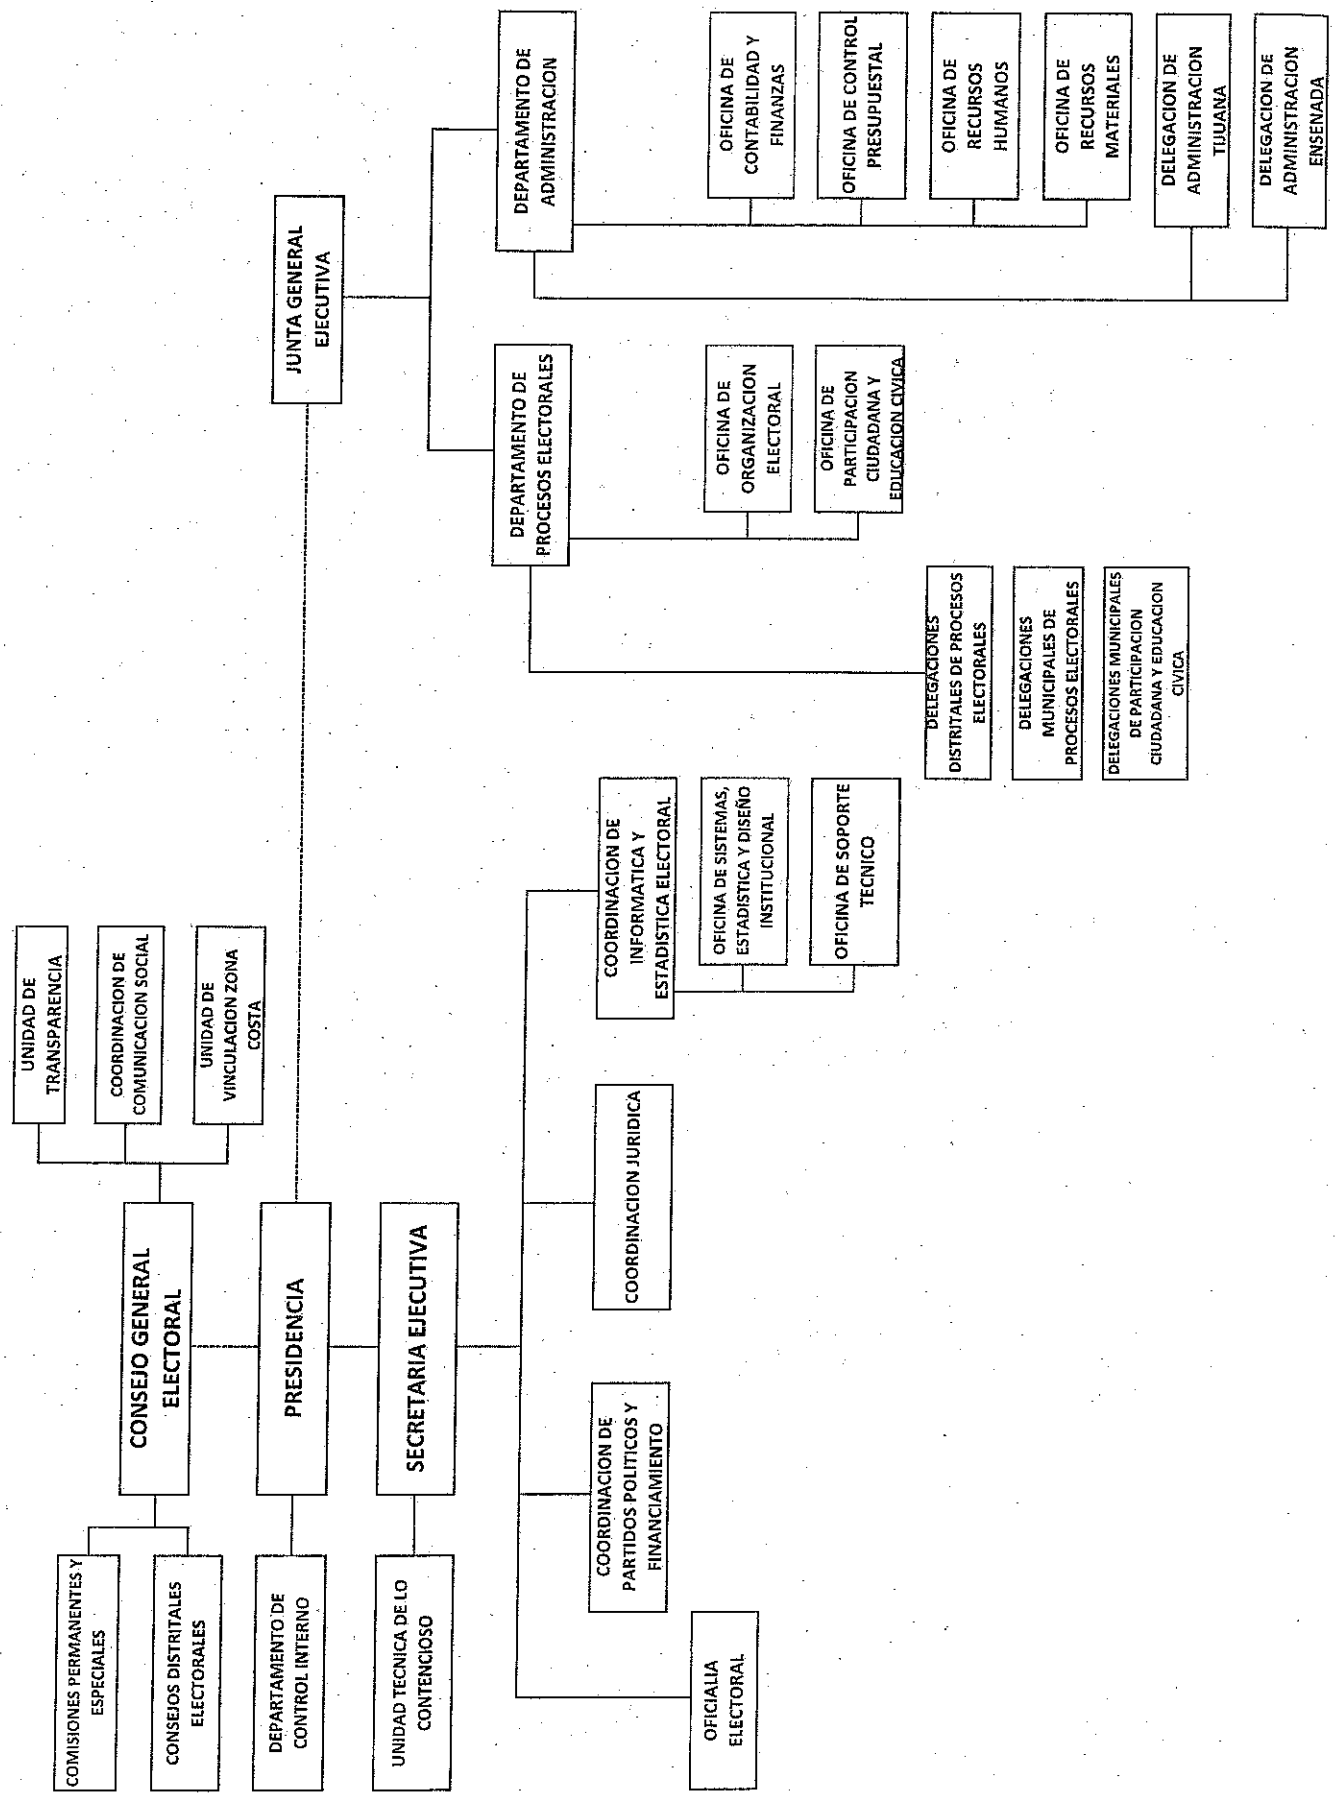 COMISIONES PERMANENTES Y
ESPECIALES
CONSEJOS DISTRITALES
ELECTORALES
CONSEJO GENERAL
ELECTORAL
UNIDAD DE
TRANSPARENCIA
COORDINACION DE
COMUNICACION SOCIAL
UNIDAD DE
VINCULACION ZONA
COSTA
DEPARTAMENTO DE
CONTROL INTERNO
PRESIDENCIA
JUNTA GENERAL
EJECUTIVA
UNIDAD TECNICA DE LO
CONTENCIOSO
SECRETARIA EJECUTIVA
OFICIALIA
ELECTORAL
COORDINACION DE
PARTIDOS POLITICOS Y
FINANCIAMIENTO
COORDINACION JURIDICA
COORDINACION DE
INFORMATICA Y
ESTADISTICA ELECTORAL
OFICINA DE SISTEMAS,
ESTADISTICA Y DISEÑO
INSTITUCIONAL
OFICINA DE SOPORTE
TECNICO
DEPARTAMENTO DE
PROCESOS ELECTORALES
OFICINA DE
ORGANIZACION
ELECTORAL
OFICINA DE
PARTICIPACION
CIUDADANA Y
EDUCACION CIVICA
DELEGACIONES
DISTRITALES DE PROCESOS
ELECTORALES
DELEGACIONES
MUNICIPALES DE
PROCESOS ELECTORALES
DELEGACIONES MUNICIPALES
DE PARTICIPACION
CIUDADANA Y EDUCACION
CIVICA
DEPARTAMENTO DE
ADMINISTRACION
OFICINA DE
CONTABILIDAD Y
FINANZAS
OFICINA DE CONTROL
PRESUPUESTAL
OFICINA DE
RECURSOS
HUMANOS
OFICINA DE
RECURSOS
MATERIALES
DELEGACION DE
ADMINISTRACION
TIJUANA
DELEGACION DE
ADMINISTRACION
ENSENADA